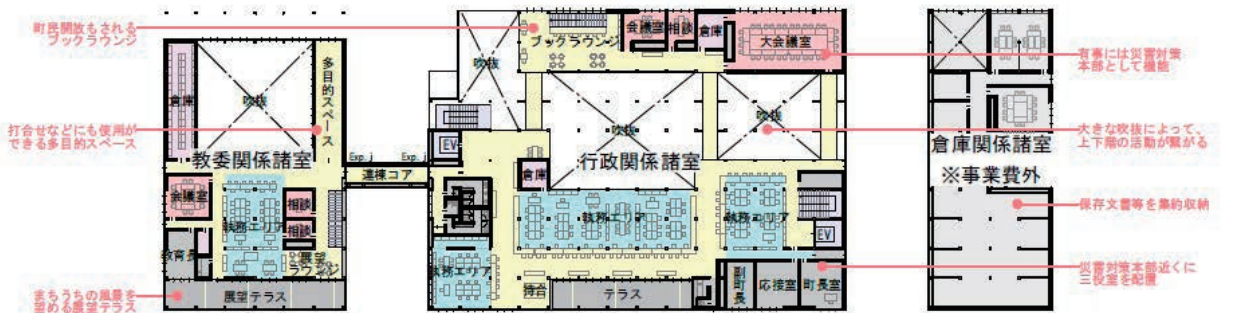 町民開放もされる
ブックラウンジ
打合せなどにも使用が
できる多目的スペース
まちうちの風景を
望める展望テラス
倉庫
吹抜
多目的スペース
教委関係諸室
会議室
相談
執務エリア
相談
教育長
展望
ラウンジ
展望テラス
Exp.j
Exp.j
連棟コア
吹抜
ブックラウンジ
会議室
相談
倉庫
大会議室
EV
吹抜
吹抜
行政関係諸室
倉庫
執務エリア
執務エリア
EV
執務エリア
待合
テラス
副町長
応接室
町長室
倉庫関係諸室
※事業費外
有事には災害対策
本部として機能
大きな吹抜によって、
上下階の活動が繋がる
保存文書等を集約収納
災害対策本部近くに
三役室を配置